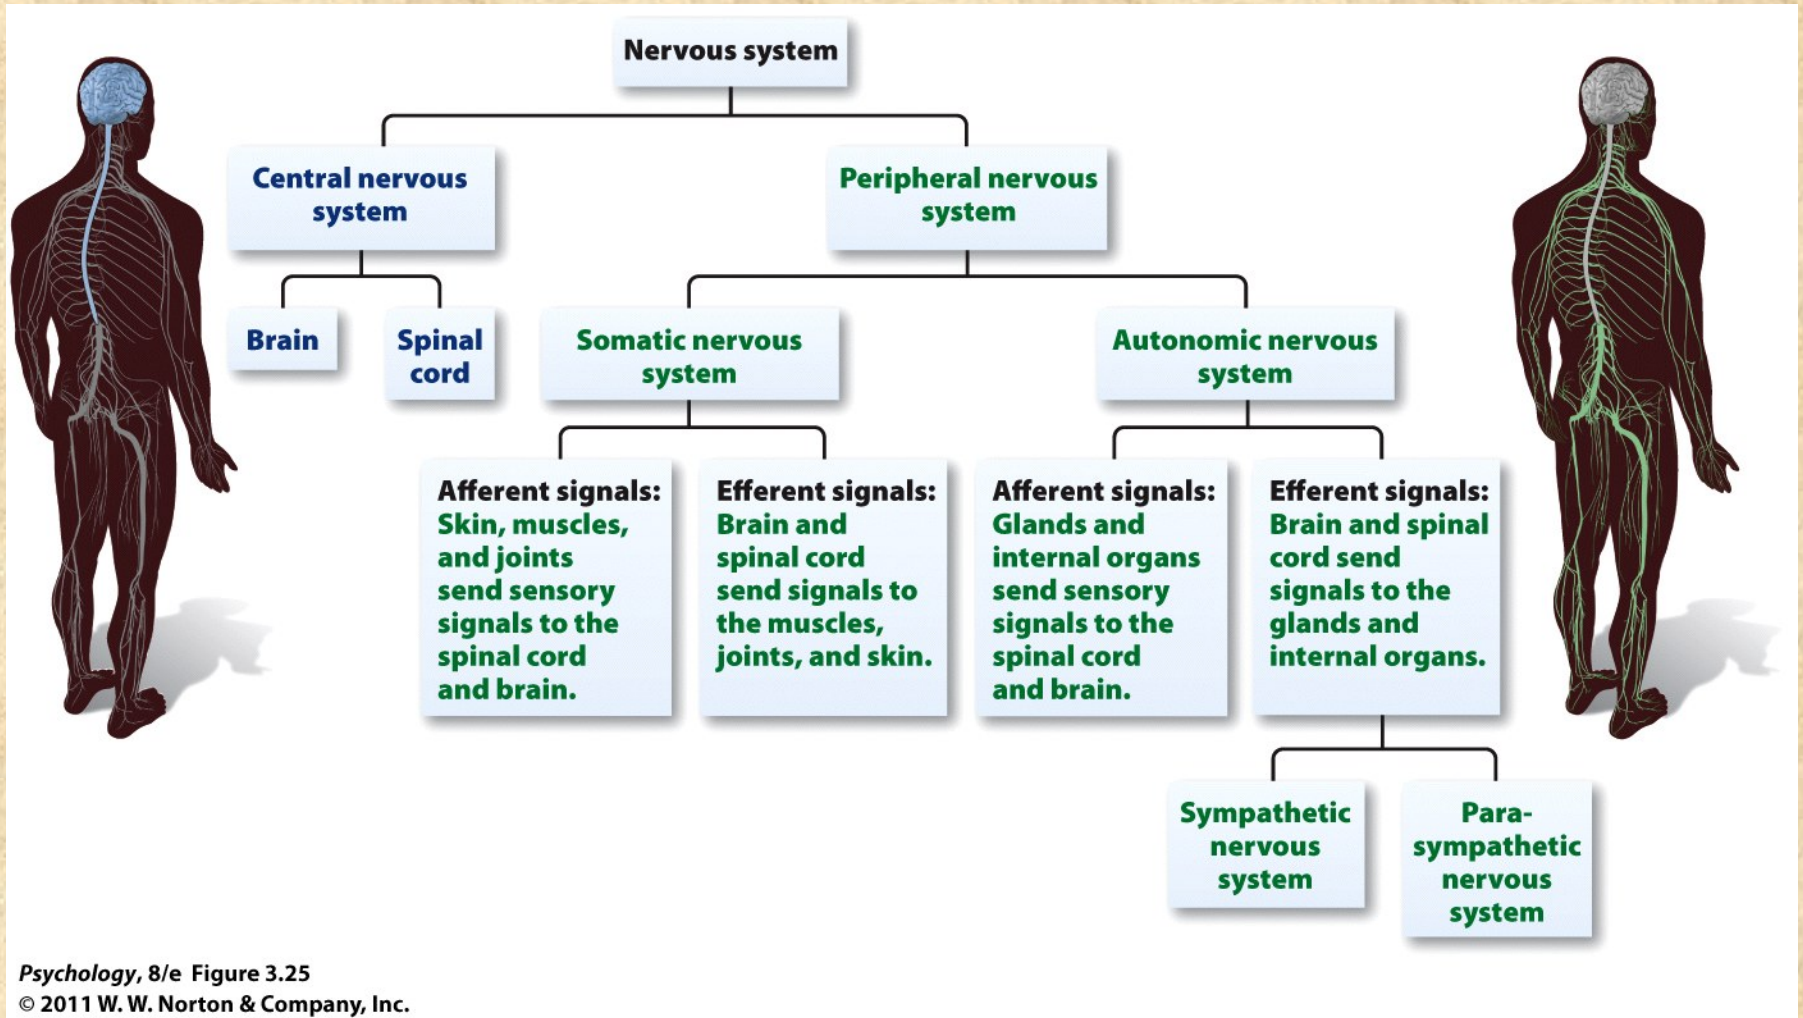 Nervous system
Central nervous
system
Peripheral nervous
system
Brain
Spinal
cord
Somatic nervous
system
Autonomic nervous
system
Afferent signals:
Skin, muscles,
and joints
send sensory
signals to the
spinal cord
and brain.
Efferent signals:
Brain and
spinal cord
send signals to
the muscles,
joints, and skin.
Afferent signals:
Glands and
internal organs
send sensory
signals to the
spinal cord
and brain.
Efferent signals:
Brain and spinal
cord send
signals to the
glands and
internal organs.
Sympathetic
nervous
system
Para-
sympathetic
nervous
system
Psychology, 8/e Figure 3.25
© 2011 W. W. Norton & Company, Inc.